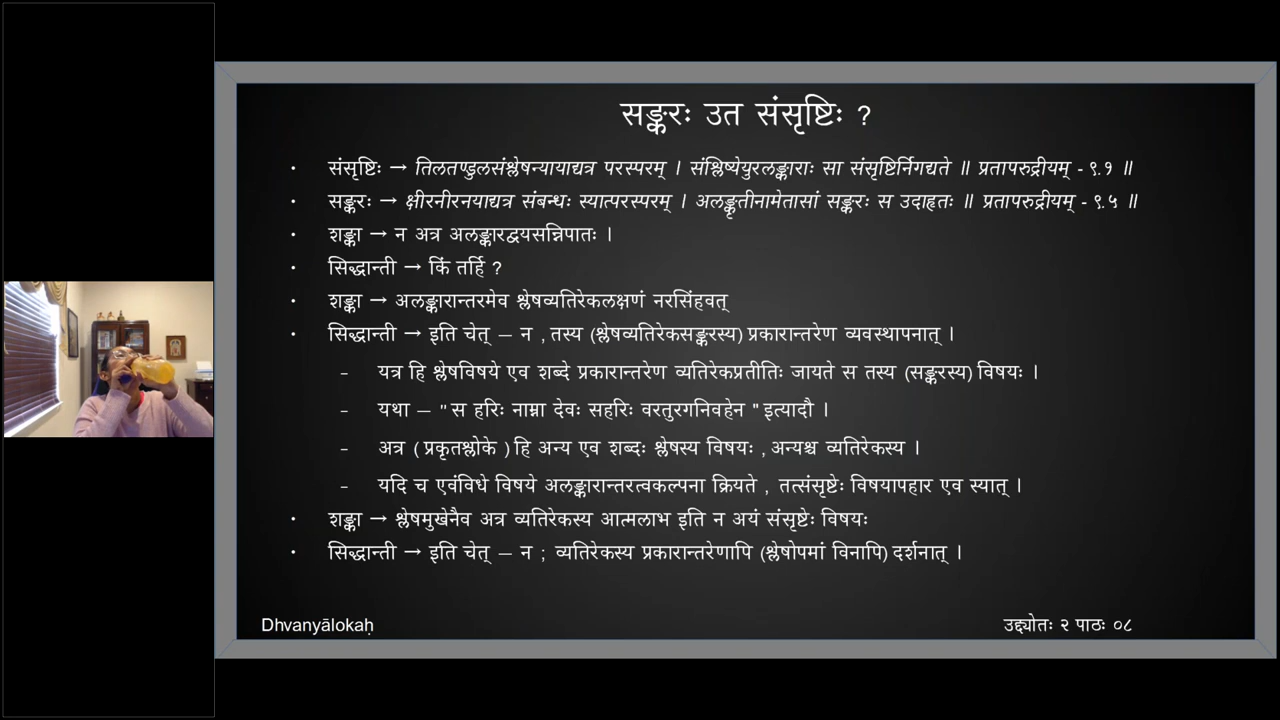 सङ्करः उत संसृष्टिः ?
• संसृष्टिः → तिलतण्डुलसंश्लेषन्यायाद्यत्र परस्परम् । संश्लिष्येयुरलङ्काराः सा संसृष्टिर्निगद्यते ॥ प्रतापरुद्रीयम् - ९.१ ॥
• सङ्करः → क्षीरनीरनयाद्यत्र संबन्धः स्यात्परस्परम् । अलङ्कृतीनामेतासां सङ्करः स उदाहृतः ॥ प्रतापरुद्रीयम् - ९.५ ॥
• शङ्का → न अत्र अलङ्कारद्वयसन्निपातः ।
• सिद्धान्ती → किं तर्हि ?
• शङ्का → अलङ्कारान्तरमेव श्लेषव्यतिरेकलक्षणं नरसिंहवत्
• सिद्धान्ती → इति चेत् – न , तस्य (श्लेषव्यतिरेकसङ्करस्य) प्रकारान्तरेण व्यवस्थापनात् ।
– यत्र हि श्लेषविषये एव शब्दे प्रकारान्तरेण व्यतिरेकप्रतीतिः जायते स तस्य (सङ्करस्य) विषयः ।
– यथा – " स हरिः नाम्ना देवः सहरिः वरतुरगनिवहेन " इत्यादौ ।
– अत्र ( प्रकृतश्लोके ) हि अन्य एव शब्दः श्लेषस्य विषयः , अन्यश्च व्यतिरेकस्य ।
– यदि च एवंविधे विषये अलङ्कारान्तरत्वकल्पना क्रियते , तत्संसृष्टेः विषयापहार एव स्यात् ।
• शङ्का → श्लेषमुखेनैव अत्र व्यतिरेकस्य आत्मलाभ इति न अयं संसृष्टेः विषयः
• सिद्धान्ती → इति चेत् – न ; व्यतिरेकस्य प्रकारान्तरेणापि (श्लेषोपमां विनापि) दर्शनात् ।
Dhvanyālokaḥ
उद्द्योतः २ पाठः ०८